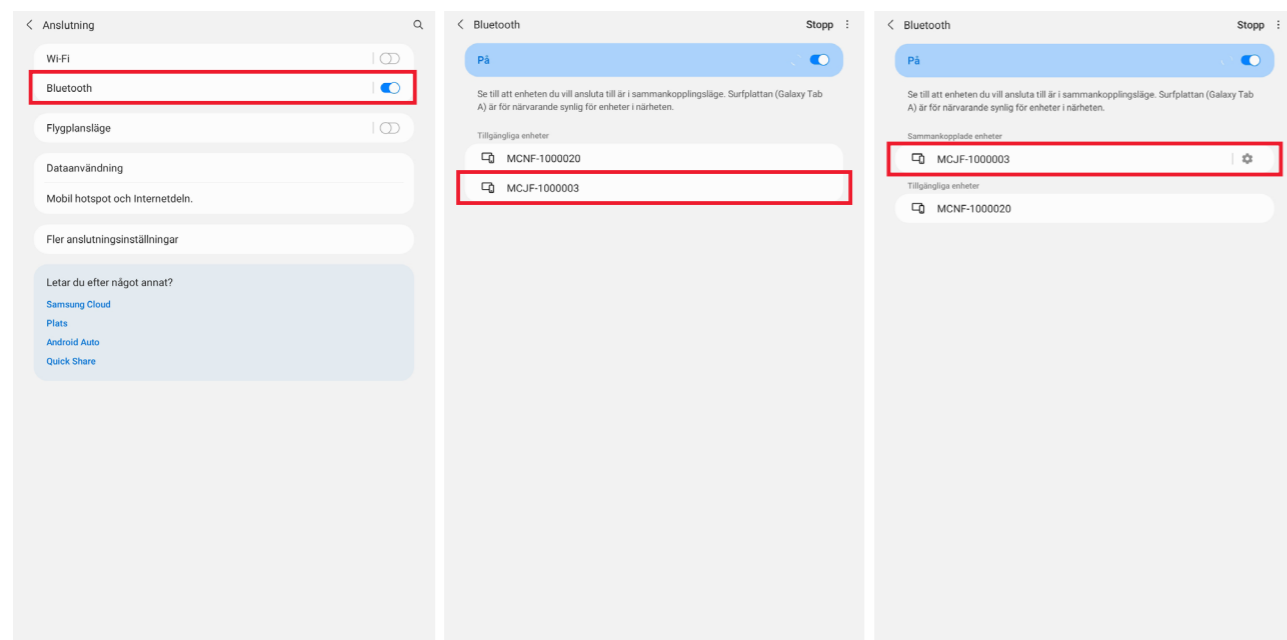 Anslutning
Wi-Fi
Bluetooth
Flygplansläge
Dataanvändning
Mobil hotspot och Internetdeln.
Fler anslutningsinställningar
Letar du efter något annat?
Samsung Cloud
Plats
Android Auto
Quick Share
Bluetooth Stopp
På
Se till att enheten du vill ansluta till är i sammankopplingsläge. Surfplattan (Galaxy Tab
A) är för närvarande synlig för enheter i närheten.
Tillgängliga enheter
MCNF-1000020
MCJF-1000003
Bluetooth Stopp
På
Se till att enheten du vill ansluta till är i sammankopplingsläge. Surfplattan (Galaxy Tab
A) är för närvarande synlig för enheter i närheten.
Sammankopplade enheter
MCJF-1000003
Tillgängliga enheter
MCNF-1000020